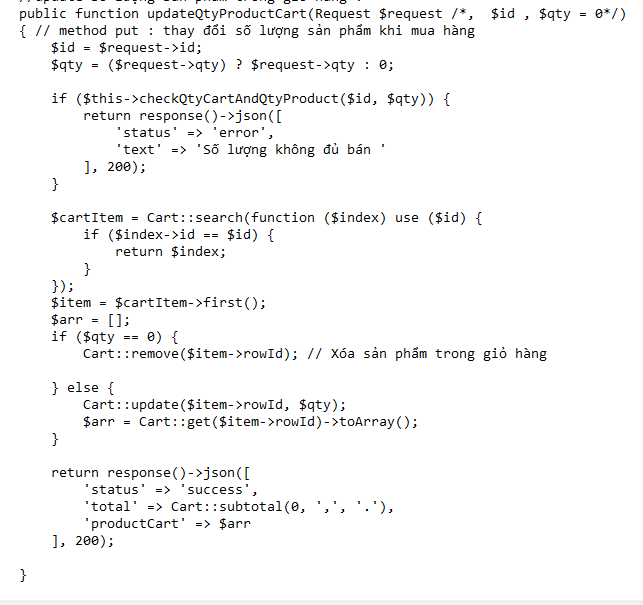 public function updateQtyProductCart(Request $request /*,  $id , $qty = 0*/)
{ // method put : thay đổi số lượng sản phẩm khi mua hàng
    $id = $request->id;
    $qty = ($request->qty) ? $request->qty : 0;

    if ($this->checkQtyCartAndQtyProduct($id, $qty)) {
        return response()->json([
            'status' => 'error',
            'text' => 'Số lượng không đủ bán '
        ], 200);
    }

    $cartItem = Cart::search(function ($index) use ($id) {
        if ($index->id == $id) {
            return $index;
        }
    });
    $item = $cartItem->first();
    $arr = [];
    if ($qty == 0) {
        Cart::remove($item->rowId); // Xóa sản phẩm trong giỏ hàng

    } else {
        Cart::update($item->rowId, $qty);
        $arr = Cart::get($item->rowId)->toArray();
    }

    return response()->json([
        'status' => 'success',
        'total' => Cart::subtotal(0, ',', '.'),
        'productCart' => $arr
    ], 200);

}